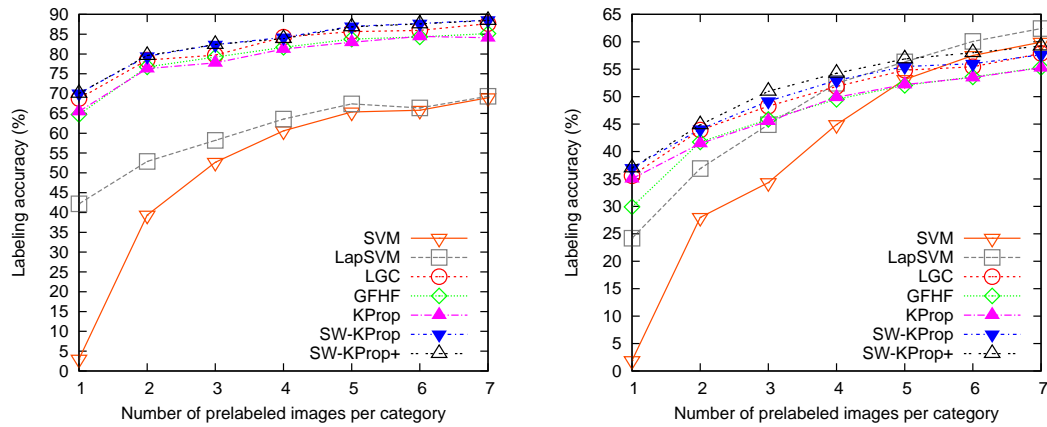 90
85
80
75
70
65
60
55
50
45
40
35
30
25
20
15
10
5
0
Labeling accuracy (%)
SVM
LapSVM
LGC
GFHF
KProp
SW-KProp
SW-KProp+
1 2 3 4 5 6 7
Number of prelabeled images per category
65
60
55
50
45
40
35
30
25
20
15
10
5
0
Labeling accuracy (%)
SVM
LapSVM
LGC
GFHF
KProp
SW-KProp
SW-KProp+
1 2 3 4 5 6 7
Number of prelabeled images per category